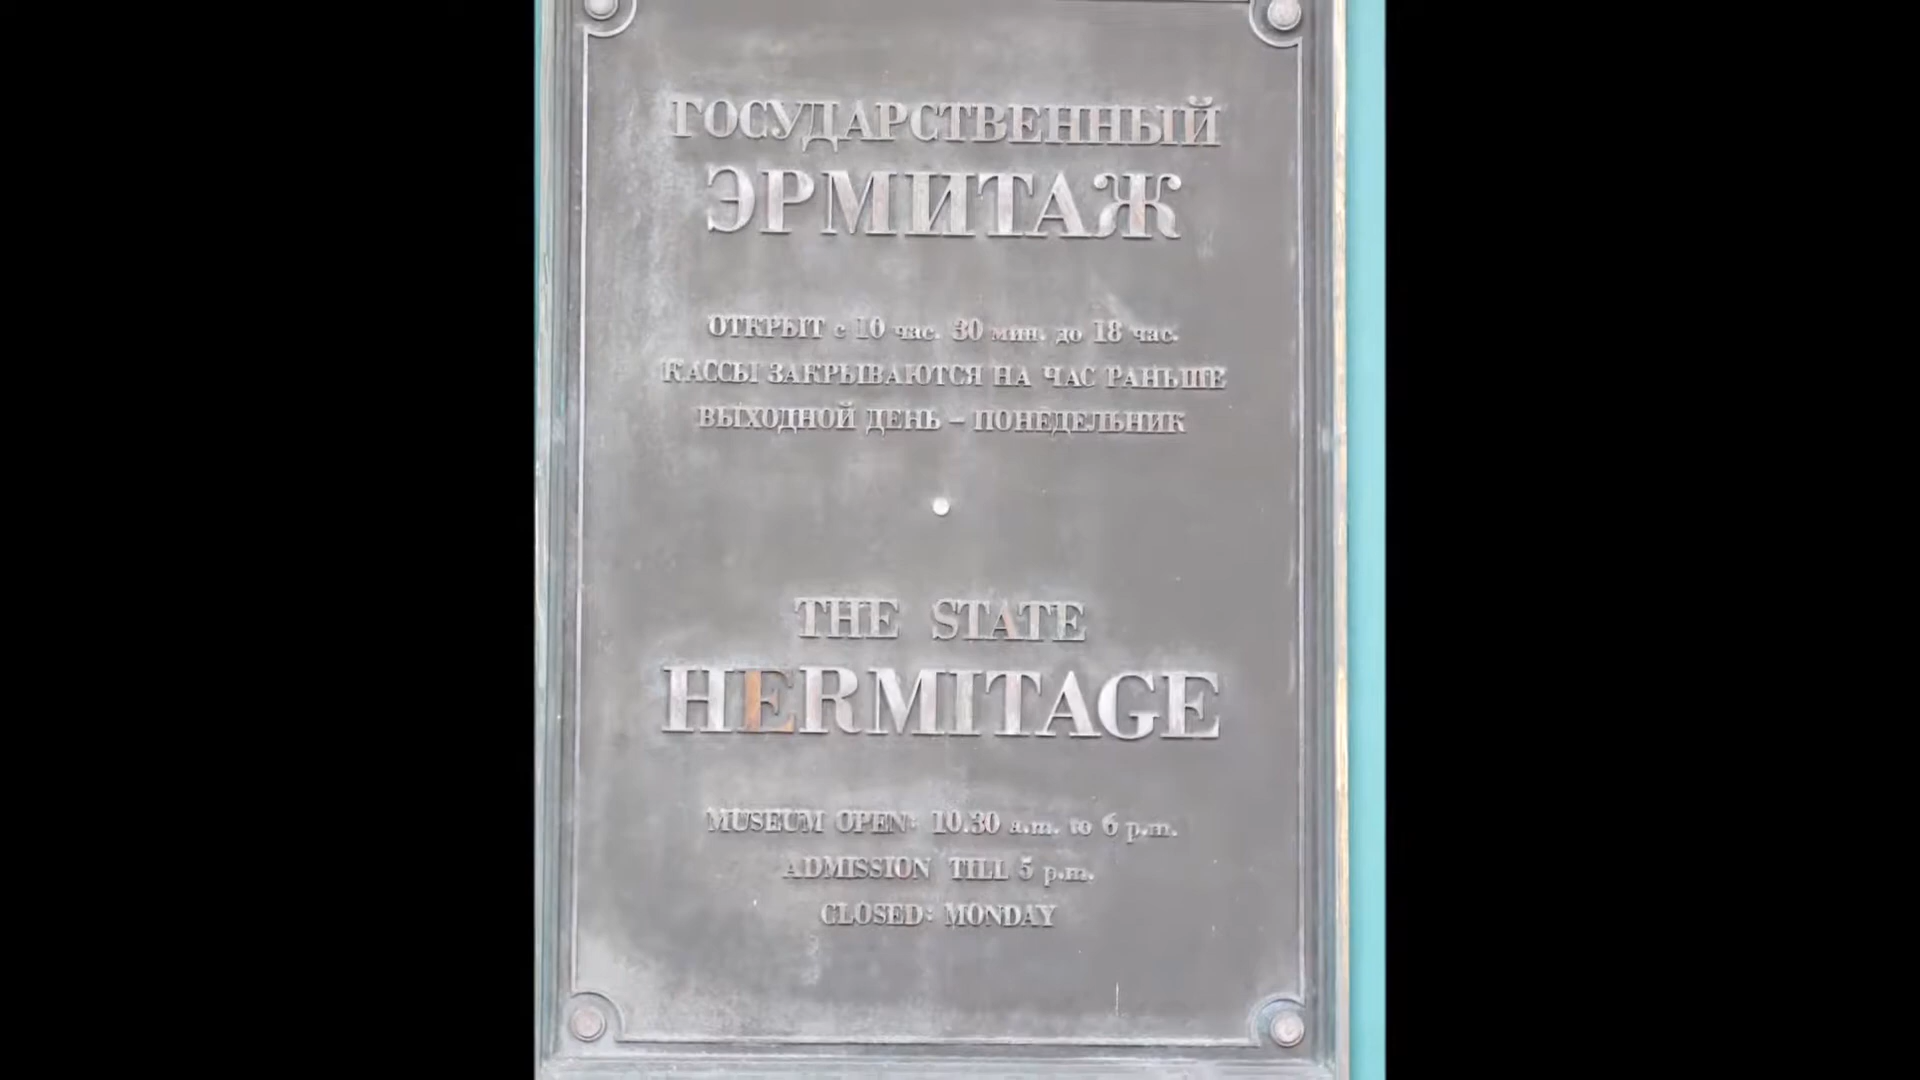 ГОСУДАРСТВЕННЫЙ
ЭРМИТАЖ
ОТКРЫТ с 10 час. 30 мин. до 18 час.
КАССЫ ЗАКРЫВАЮТСЯ НА ЧАС РАНЬШЕ
ВЫХОДНОЙ ДЕНЬ – ПОНЕДЕЛЬНИК
THE STATE
HERMITAGE
MUSEUM OPEN: 10.30 a.m. to 6 p.m.
ADMISSION TILL 5 p.m.
CLOSED: MONDAY